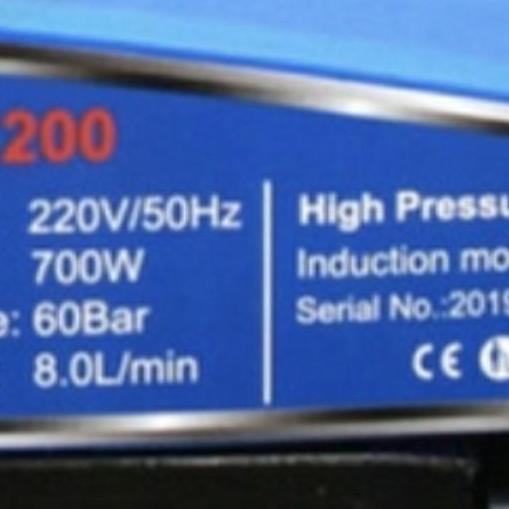 200
220V/50Hz
700W
e: 60Bar
8.0L/min
High Pressu
Induction mo
Serial No.:2019
CE